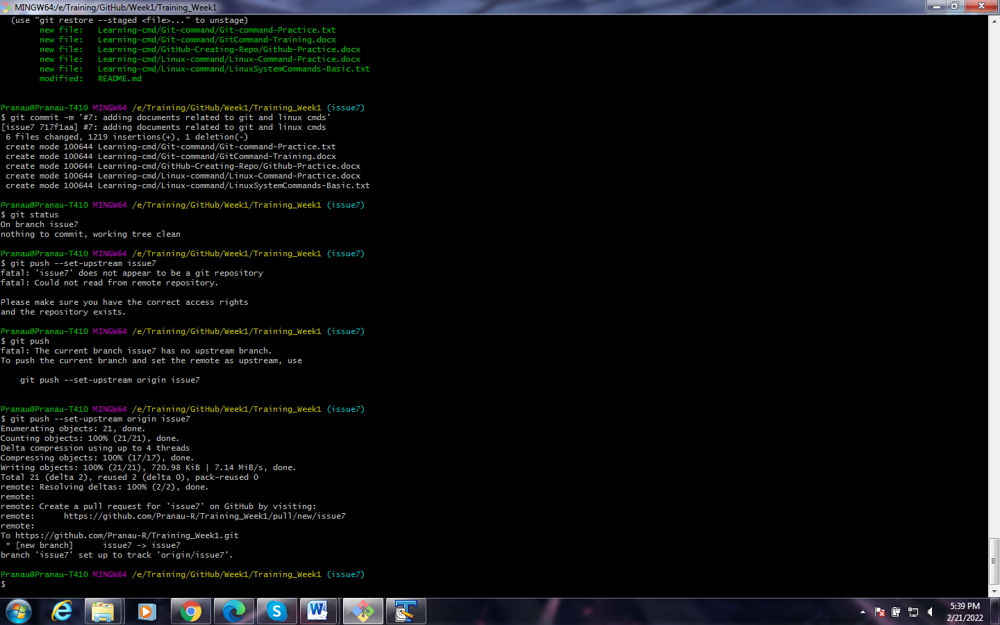 MINGW64:/e/Training/GitHub/Week1/Training_Week1
  (use "git restore --staged <file>..." to unstage)
        new file:   Learning-cmd/Git-command/Git-command-Practice.txt
        new file:   Learning-cmd/Git-command/GitCommand-Training.docx
        new file:   Learning-cmd/GitHub-Creating-Repo/Github-Practice.docx
        new file:   Learning-cmd/Linux-command/Linux-Command-Practice.docx
        new file:   Learning-cmd/Linux-command/LinuxSystemCommands-Basic.txt
        modified:   README.md
Pranau@Pranau-T410 MINGW64 /e/Training/GitHub/Week1/Training_Week1 (issue7)
$ git commit -m '#7: adding documents related to git and linux cmds'
[issue7 717f1aa] #7: adding documents related to git and linux cmds
 6 files changed, 1219 insertions(+), 1 deletion(-)
 create mode 100644 Learning-cmd/Git-command/Git-command-Practice.txt
 create mode 100644 Learning-cmd/Git-command/GitCommand-Training.docx
 create mode 100644 Learning-cmd/GitHub-Creating-Repo/Github-Practice.docx
 create mode 100644 Learning-cmd/Linux-command/Linux-Command-Practice.docx
 create mode 100644 Learning-cmd/Linux-command/LinuxSystemCommands-Basic.txt
Pranau@Pranau-T410 MINGW64 /e/Training/GitHub/Week1/Training_Week1 (issue7)
$ git status
On branch issue7
nothing to commit, working tree clean
Pranau@Pranau-T410 MINGW64 /e/Training/GitHub/Week1/Training_Week1 (issue7)
$ git push --set-upstream issue7
fatal: 'issue7' does not appear to be a git repository
fatal: Could not read from remote repository.
Please make sure you have the correct access rights
and the repository exists.
Pranau@Pranau-T410 MINGW64 /e/Training/GitHub/Week1/Training_Week1 (issue7)
$ git push
fatal: The current branch issue7 has no upstream branch.
To push the current branch and set the remote as upstream, use
    git push --set-upstream origin issue7
Pranau@Pranau-T410 MINGW64 /e/Training/GitHub/Week1/Training_Week1 (issue7)
$ git push --set-upstream origin issue7
Enumerating objects: 21, done.
Counting objects: 100% (21/21), done.
Delta compression using up to 4 threads
Compressing objects: 100% (17/17), done.
Writing objects: 100% (21/21), 720.98 KiB | 7.14 MiB/s, done.
Total 21 (delta 2), reused 2 (delta 0), pack-reused 0
remote: Resolving deltas: 100% (2/2), done.
remote:
remote: Create a pull request for 'issue7' on GitHub by visiting:
remote:      https://github.com/Pranau-R/Training_Week1/pull/new/issue7
remote:
To https://github.com/Pranau-R/Training_Week1.git
 * [new branch]      issue7 -> issue7
branch 'issue7' set up to track 'origin/issue7'.
Pranau@Pranau-T410 MINGW64 /e/Training/GitHub/Week1/Training_Week1 (issue7)
$
5:39 PM
2/21/2022